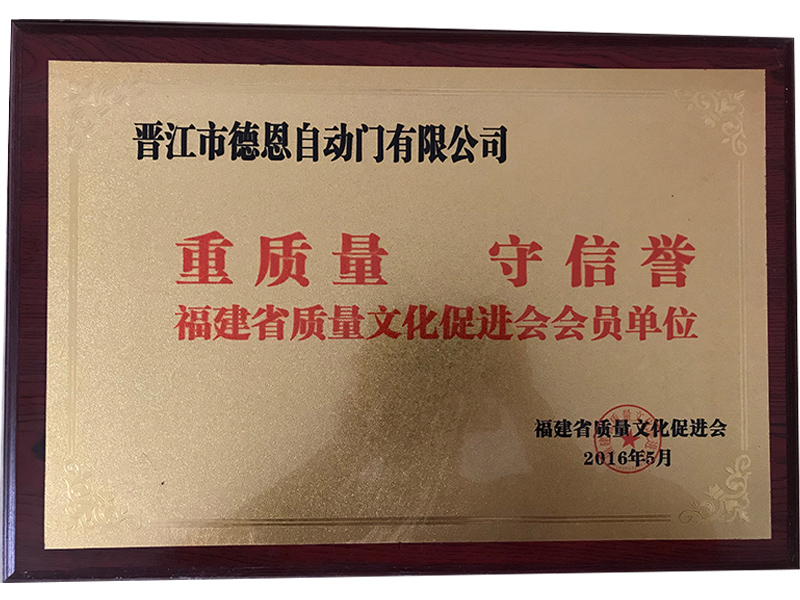 晋江市德恩自动门有限公司
重质量 守信誉
福建省质量文化促进会会员单位
福建省质量文化促进会
2016年5月